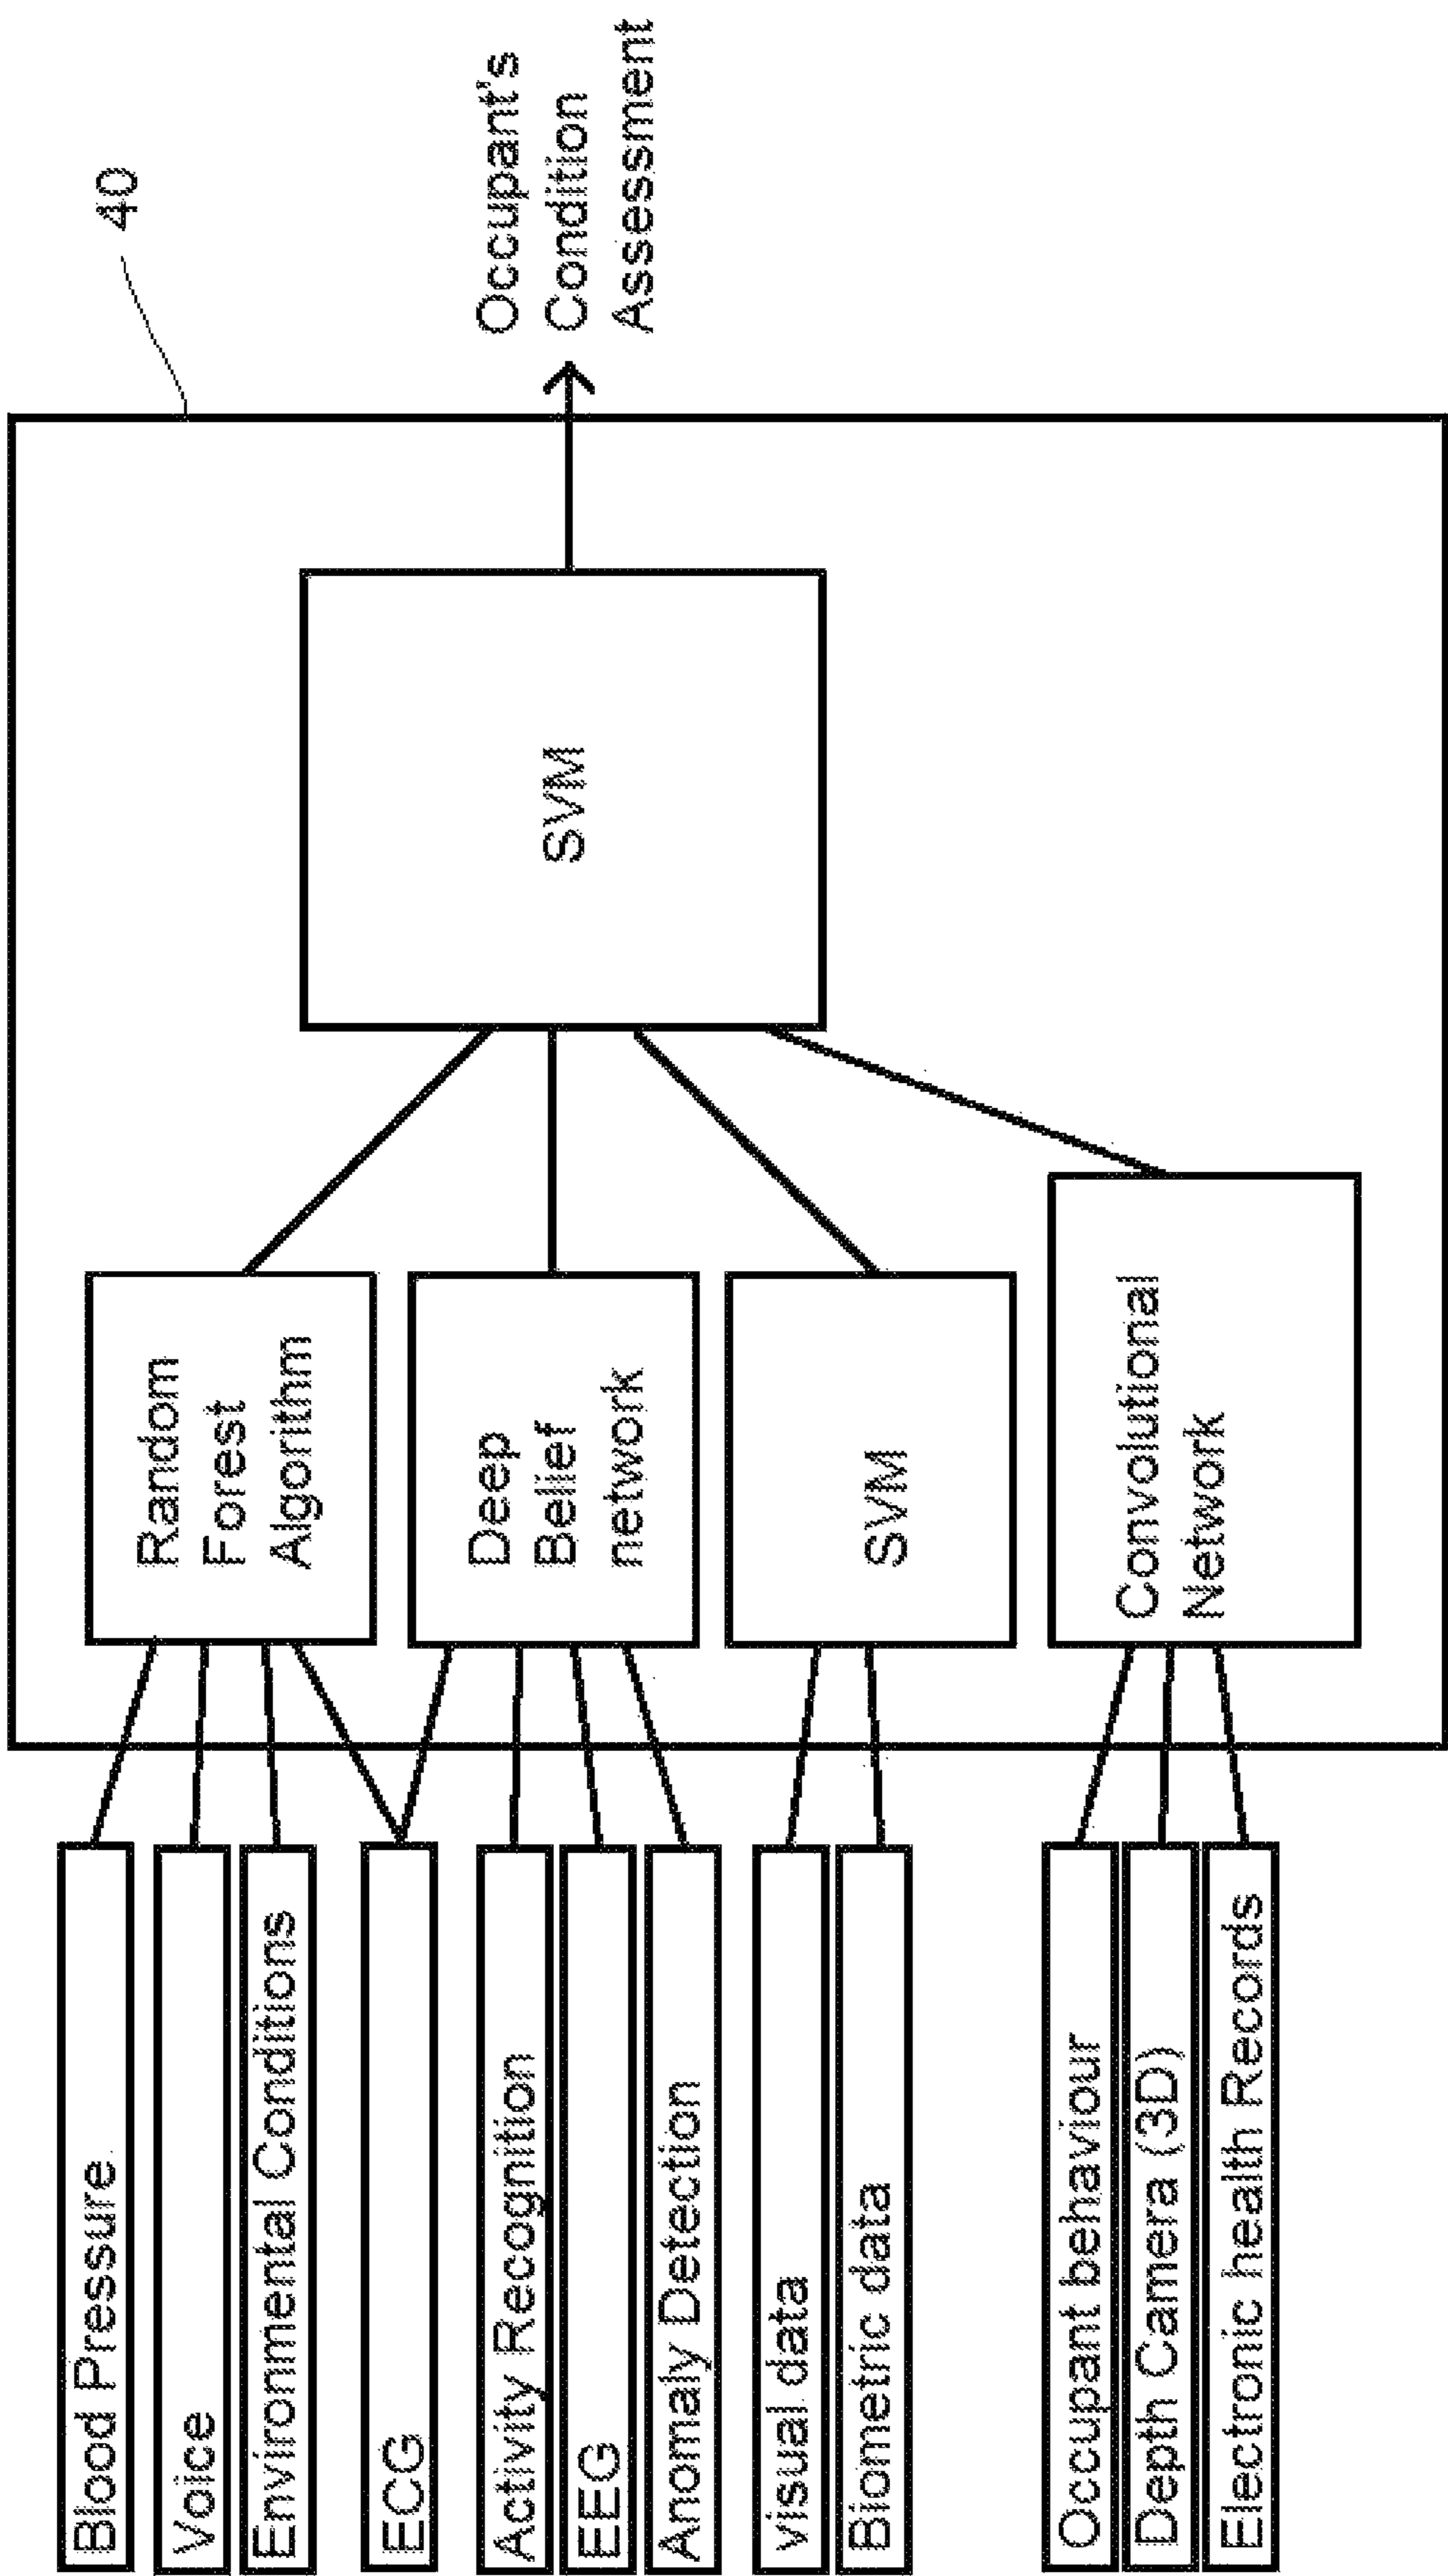 Blood Pressure
Voice
Environmental Conditions
ECG
Activity Recognition
EEG
Anomaly Detection
visual data
Biometric data
Occupant behaviour
Depth Camera (3D)
Electronic health Records
Random
Forest
Algorithm
Deep
Belief
network
SVM
Convolutional
Network
SVM
40
Occupant's
Condition
Assessment